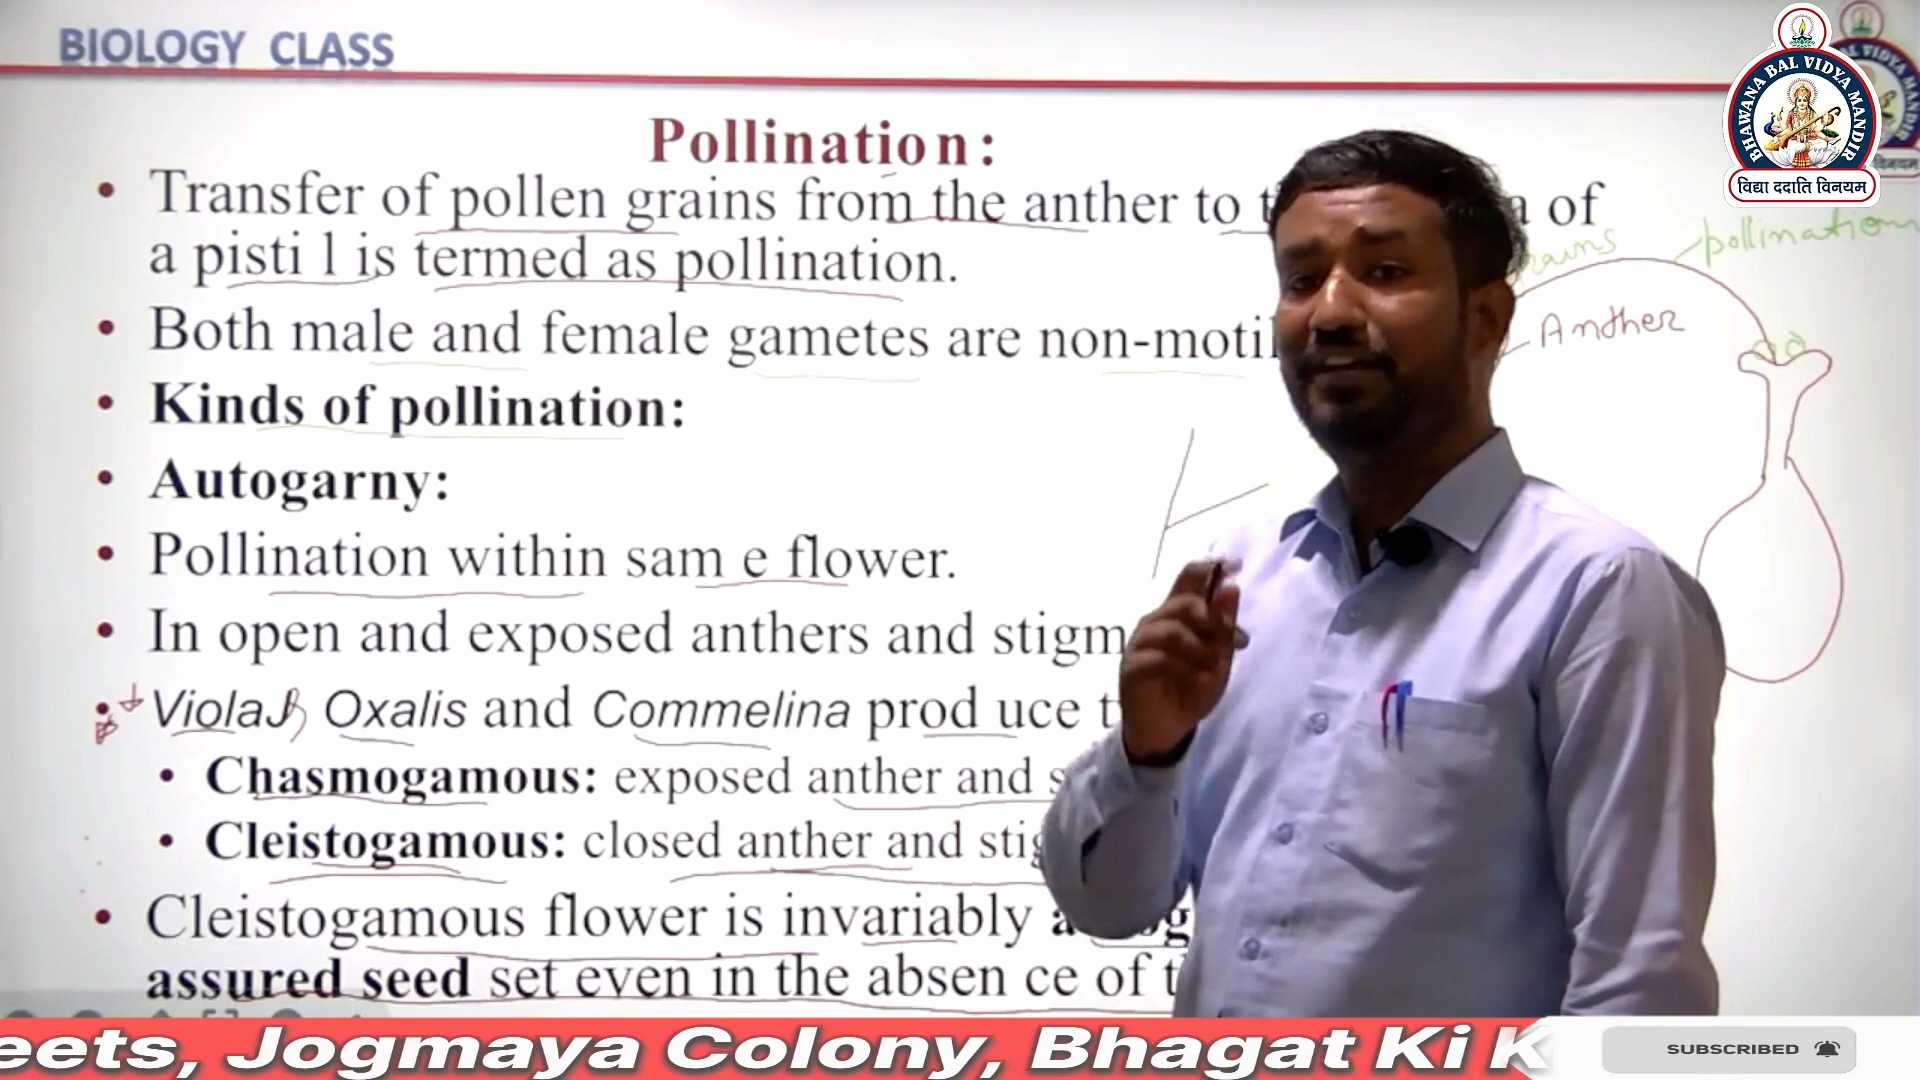 BIOLOGY CLASS
BHAWANA BAL VIDYA MANDIR
विद्या ददाति विनयम
Pollination:
• Transfer of pollen grains from the anther to of
a pisti l is termed as pollination.
pollination
• Both male and female gametes are non-motil
Anther
• Kinds of pollination:
• Autogarny:
• Pollination within sam e flower.
• In open and exposed anthers and stigm
• Viola, Oxalis and Commelina prod uce
• Chasmogamous: exposed anther and
• Cleistogamous: closed anther and stig
• Cleistogamous flower is invariably
assured seed set even in the absen ce of
eets, Jogmaya Colony, Bhagat Ki K
SUBSCRIBED